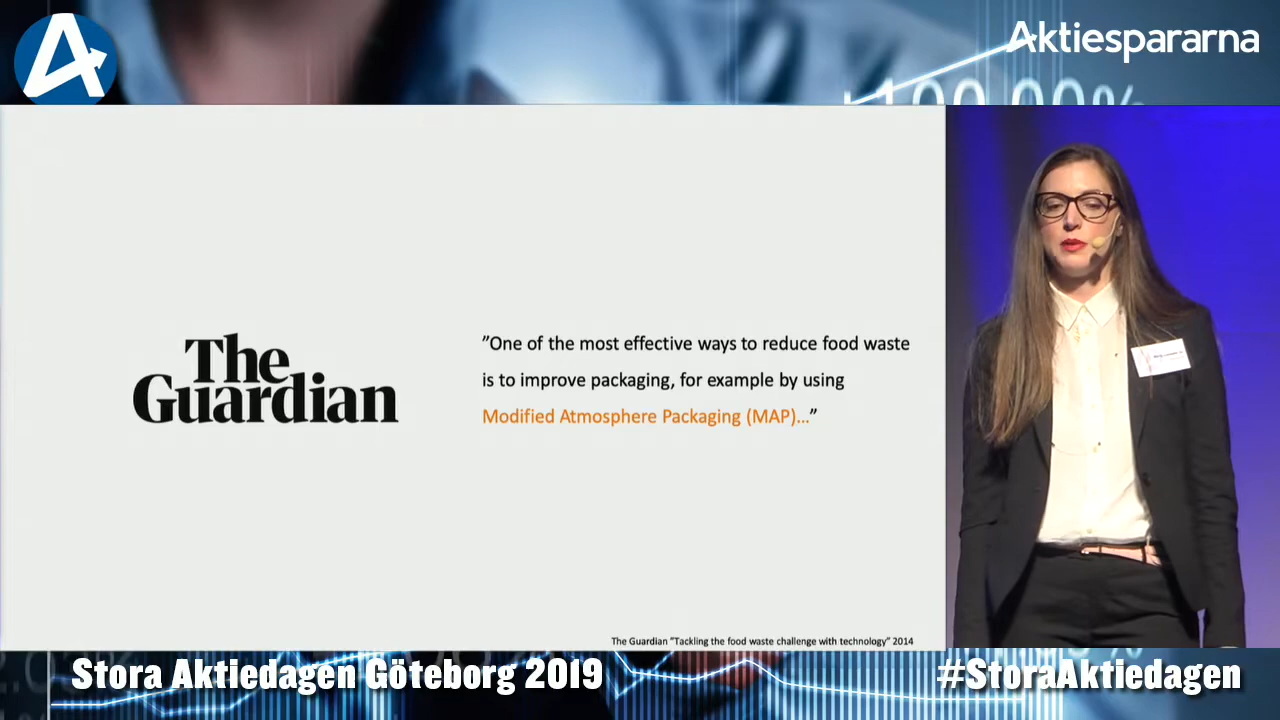 Aktiespararna
+100,00%
The
Guardian
”One of the most effective ways to reduce food waste
is to improve packaging, for example by using
Modified Atmosphere Packaging (MAP)…”
The Guardian ”Tackling the food waste challenge with technology” 2014
Stora Aktiedagen Göteborg 2019
#StoraAktiedagen